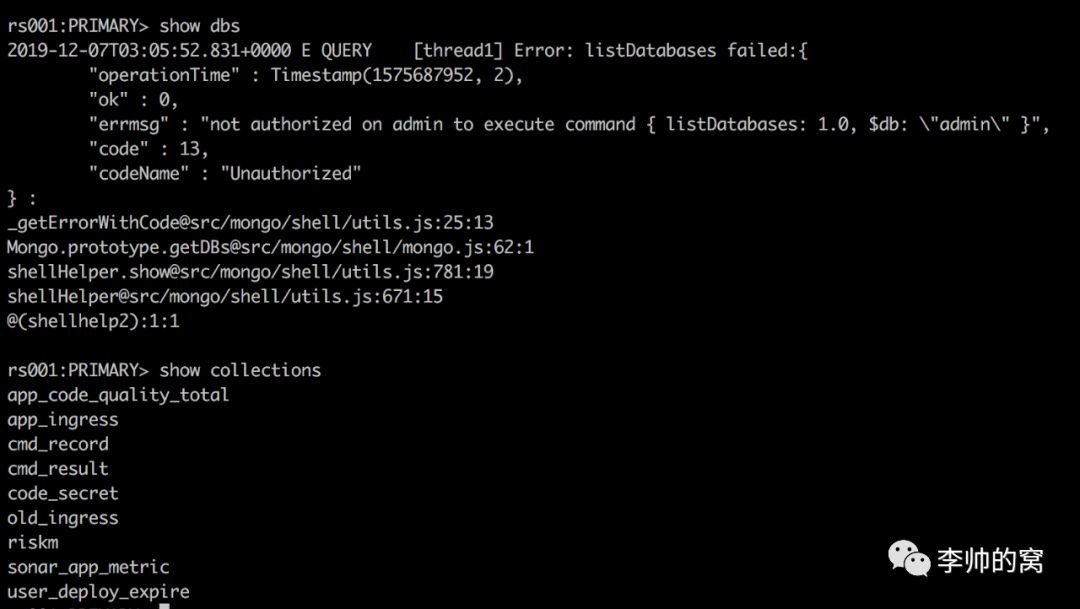 rs001:PRIMARY> show dbs
2019-12-07T03:05:52.831+0000 E QUERY    [thread1] Error: listDatabases failed:{
        "operationTime" : Timestamp(1575687952, 2),
        "ok" : 0,
        "errmsg" : "not authorized on admin to execute command { listDatabases: 1.0, $db: \"admin\" }",
        "code" : 13,
        "codeName" : "Unauthorized"
} :
_getErrorWithCode@src/mongo/shell/utils.js:25:13
Mongo.prototype.getDBs@src/mongo/shell/mongo.js:62:1
shellHelper.show@src/mongo/shell/utils.js:781:19
shellHelper@src/mongo/shell/utils.js:671:15
@(shellhelp2):1:1
rs001:PRIMARY> show collections
app_code_quality_total
app_ingress
cmd_record
cmd_result
code_secret
old_ingress
riskm
sonar_app_metric
user_deploy_expire
李帅的窝